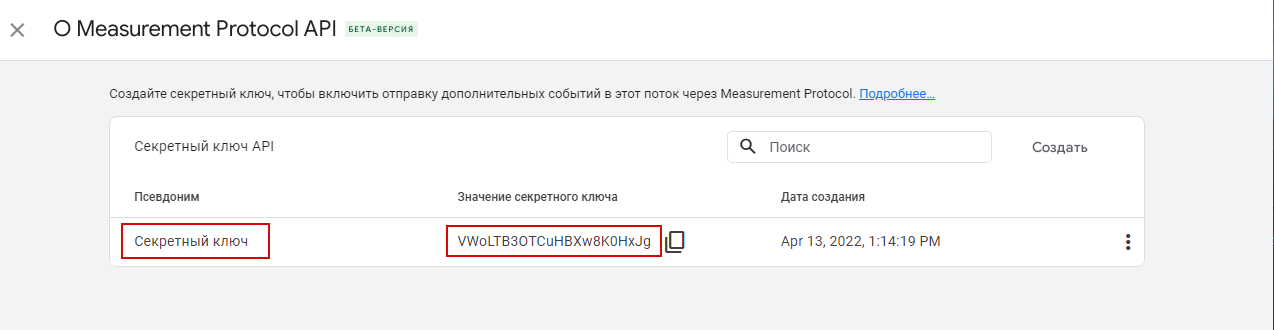 О Measurement Protocol API БЕТА-ВЕРСИЯ
Создайте секретный ключ, чтобы включить отправку дополнительных событий в этот поток через Measurement Protocol. Подробнее…
Секретный ключ API Поиск Создать
Псевдоним Значение секретного ключа Дата создания
Секретный ключ VWoLTB3OTCuHBXw8K0HxJg Apr 13, 2022, 1:14:19 PM